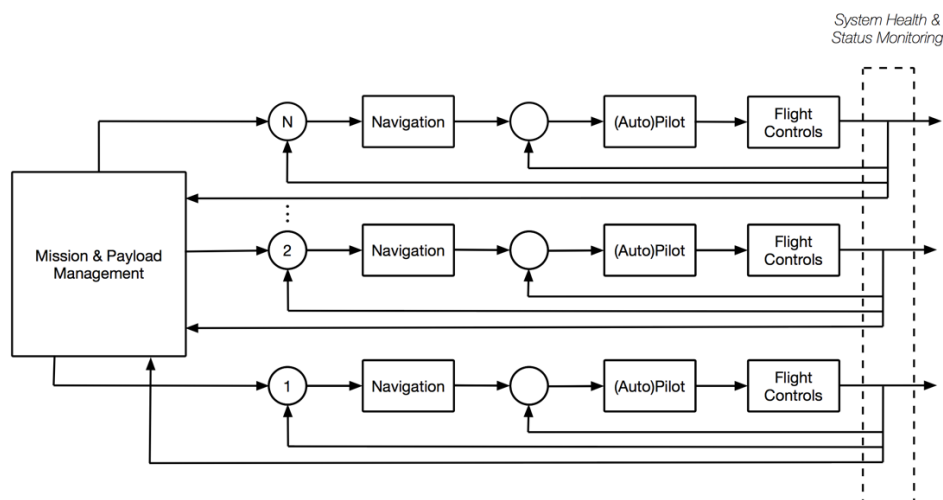 System Health &
Status Monitoring
N
Navigation
(Auto)Pilot
Flight
Controls
Mission & Payload
Management
2
Navigation
(Auto)Pilot
Flight
Controls
1
Navigation
(Auto)Pilot
Flight
Controls